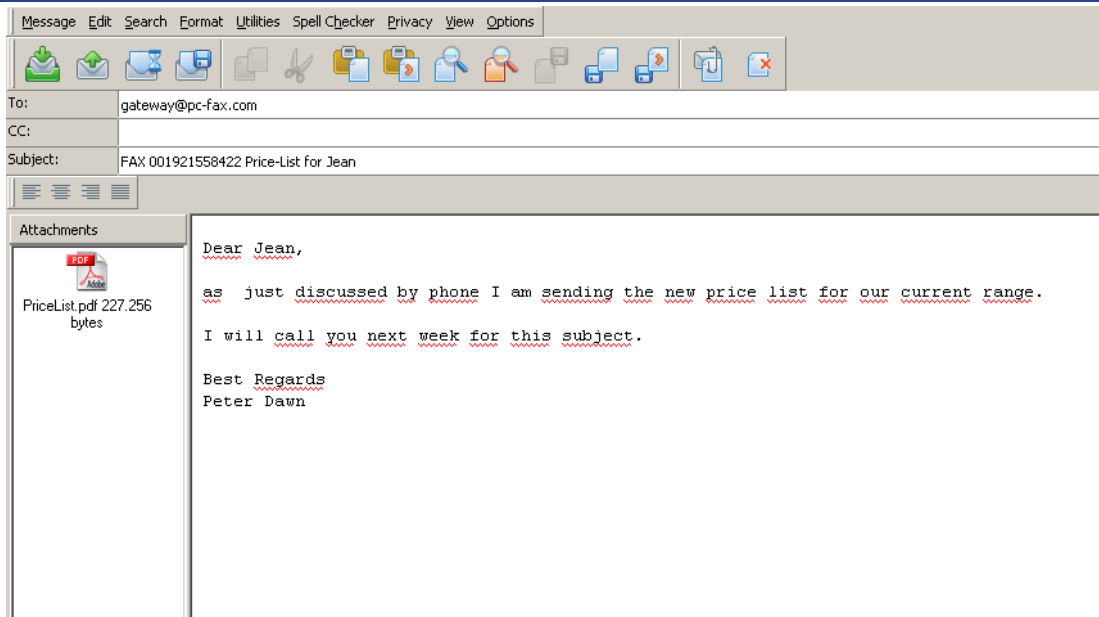 Message Edit Search Format Utilities Spell Checker Privacy View Options
To: gateway@pc-fax.com
CC:
Subject: FAX 001921558422 Price-List for Jean
Attachments
PDF
Adobe
PriceList.pdf 227.256
bytes
Dear Jean,
as  just discussed by phone I am sending the new price list for our current range.
I will call you next week for this subject.
Best Regards
Peter Dawn